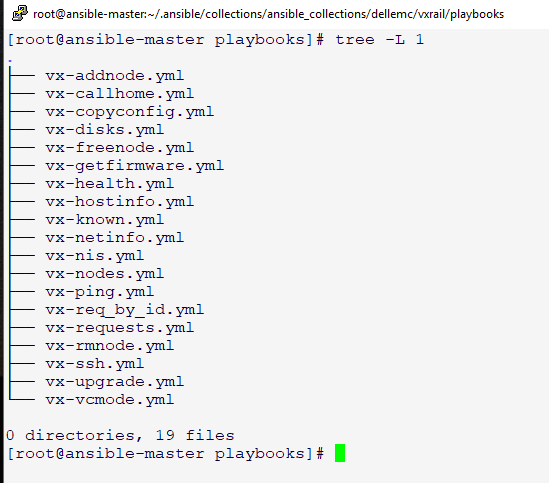 root@ansible-master:~/.ansible/collections/ansible_collections/dellemc/vxrail/playbooks
[root@ansible-master playbooks]# tree -L 1
.
├── vx-addnode.yml
├── vx-callhome.yml
├── vx-copyconfig.yml
├── vx-disks.yml
├── vx-freenode.yml
├── vx-getfirmware.yml
├── vx-health.yml
├── vx-hostinfo.yml
├── vx-known.yml
├── vx-netinfo.yml
├── vx-nis.yml
├── vx-nodes.yml
├── vx-ping.yml
├── vx-req_by_id.yml
├── vx-requests.yml
├── vx-rmnode.yml
├── vx-ssh.yml
├── vx-upgrade.yml
└── vx-vcmode.yml
0 directories, 19 files
[root@ansible-master playbooks]#